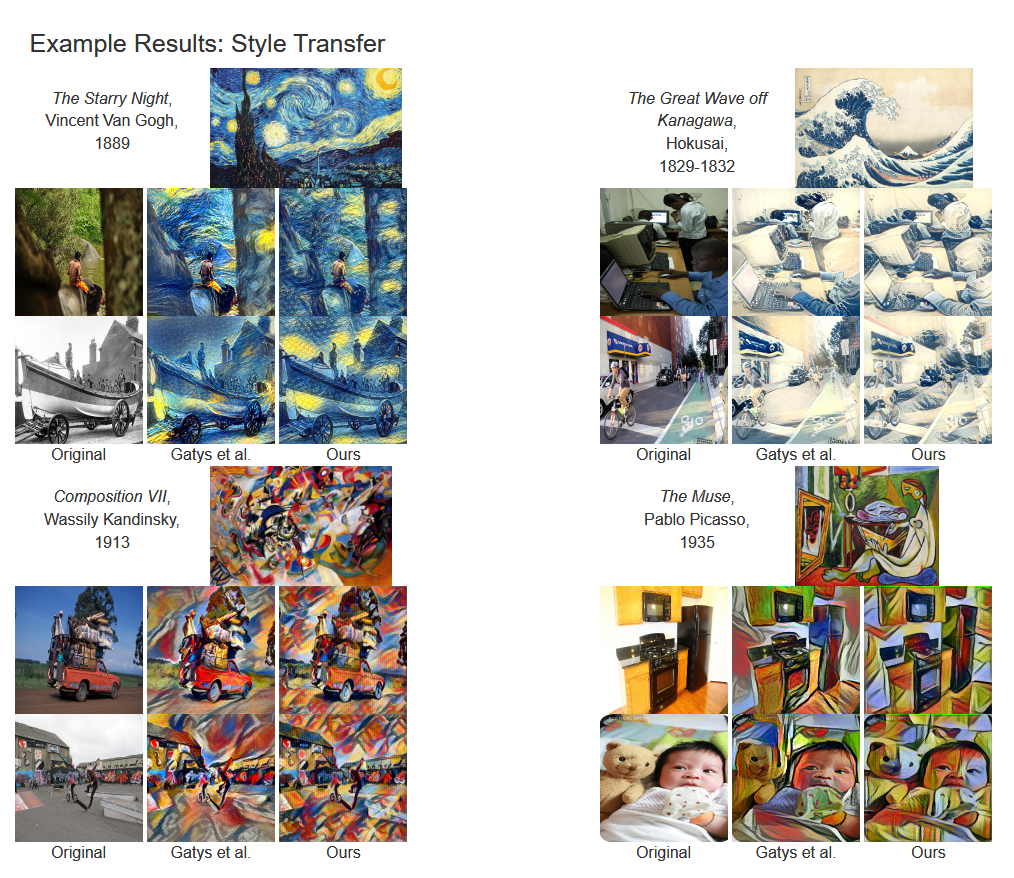 Example Results: Style Transfer
The Starry Night,
Vincent Van Gogh,
1889
Original
Gatys et al.
Ours
The Great Wave off
Kanagawa,
Hokusai,
1829-1832
Original
Gatys et al.
Ours
Composition VII,
Wassily Kandinsky,
1913
Original
Gatys et al.
Ours
The Muse,
Pablo Picasso,
1935
Original
Gatys et al.
Ours